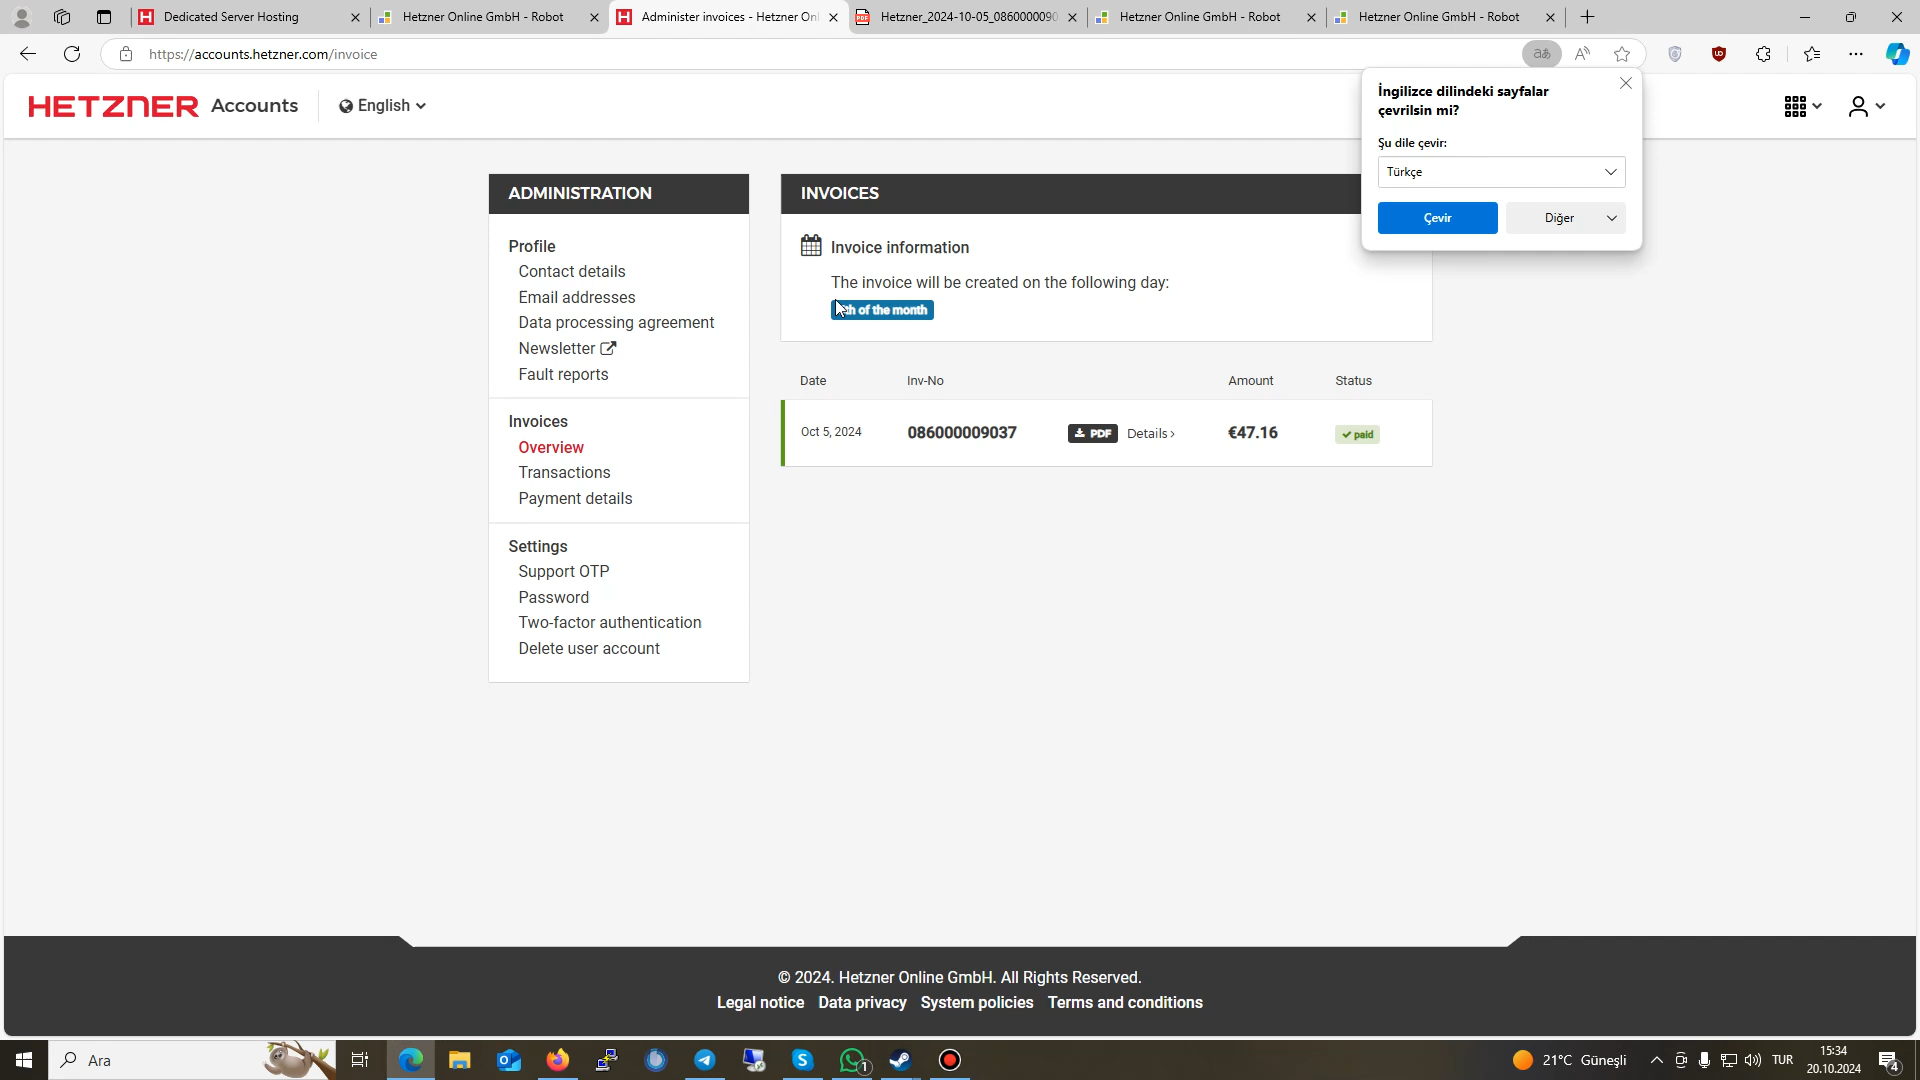 Dedicated Server Hosting
Hetzner Online GmbH - Robot
Administer invoices - Hetzner On
Hetzner_2024-10-05_0860000090
Hetzner Online GmbH - Robot
Hetzner Online GmbH - Robot
https://accounts.hetzner.com/invoice
HETZNER Accounts
English
İngilizce dilindeki sayfalar
çevrilsin mi?
Şu dile çevir:
Türkçe
Çevir
Diğer
ADMINISTRATION
Profile
Contact details
Email addresses
Data processing agreement
Newsletter
Fault reports
Invoices
Overview
Transactions
Payment details
Settings
Support OTP
Password
Two-factor authentication
Delete user account
INVOICES
Invoice information
The invoice will be created on the following day:
of the month
Date Inv-No Amount Status
Oct 5, 2024 086000009037 PDF Details › €47.16 paid
© 2024. Hetzner Online GmbH. All Rights Reserved.
Legal notice Data privacy System policies Terms and conditions
Ara
1
21°C Güneşli
TUR
15:34
20.10.2024
4